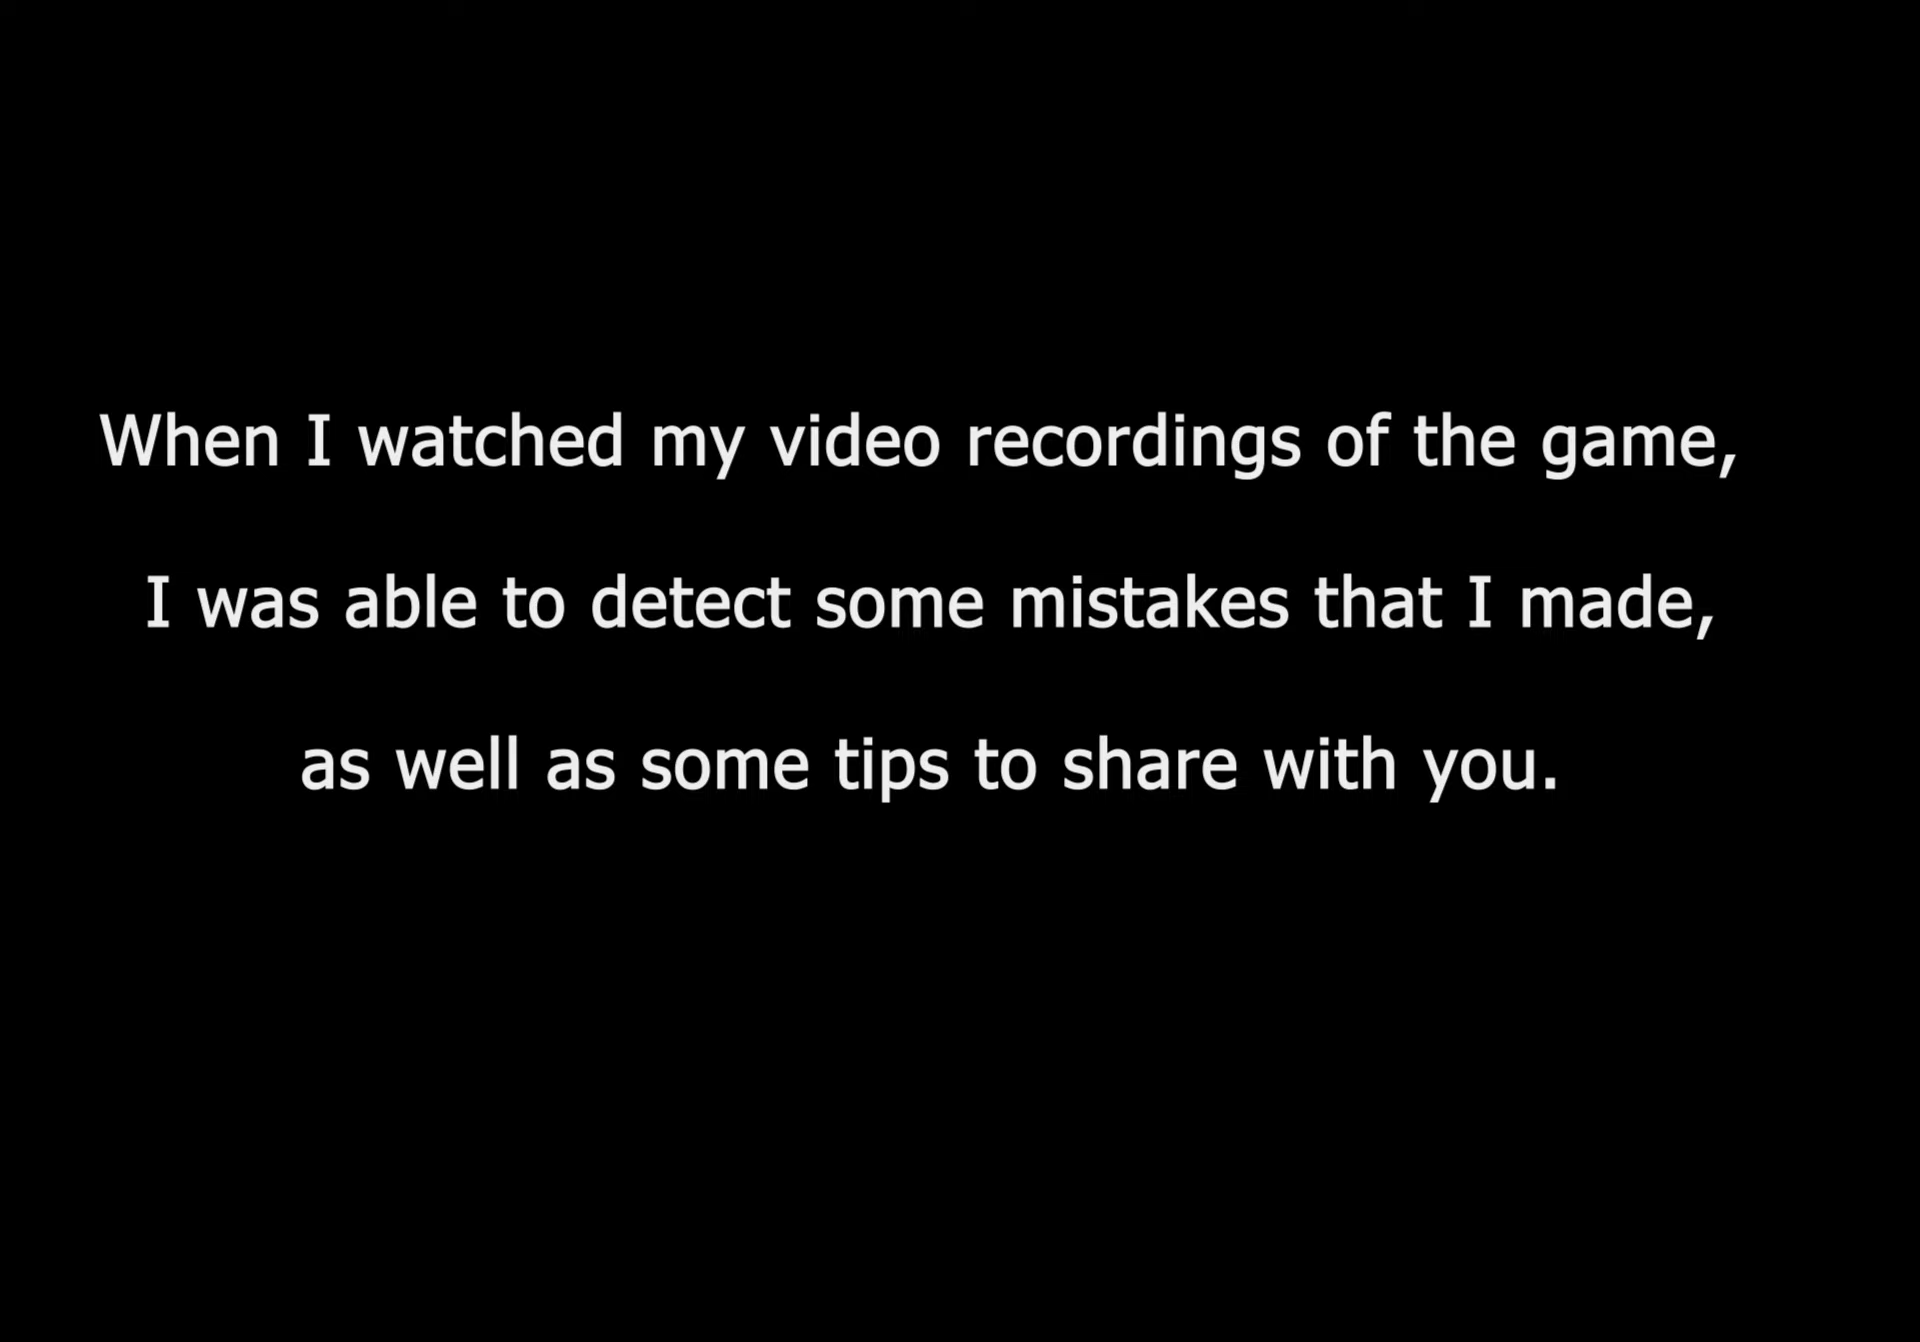 When I watched my video recordings of the game,
I was able to detect some mistakes that I made,
as well as some tips to share with you.